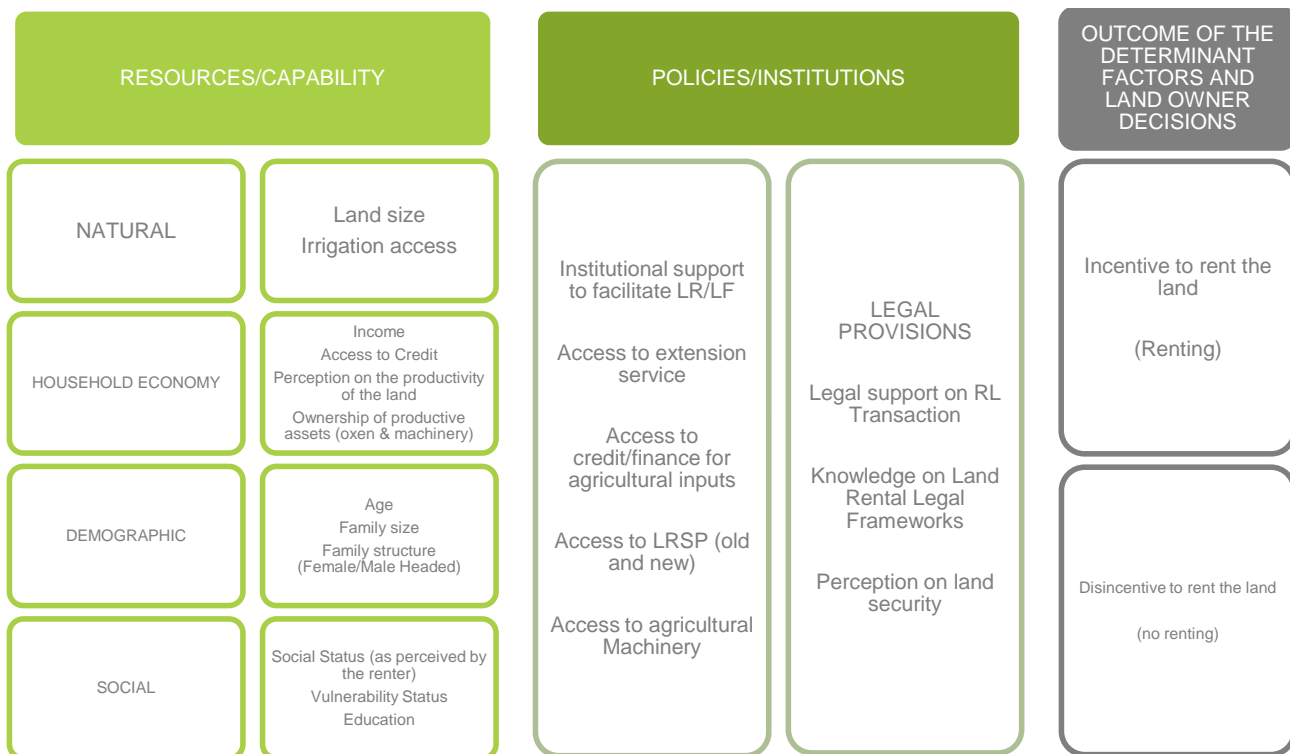 RESOURCES/CAPABILITY
POLICIES/INSTITUTIONS
OUTCOME OF THE
DETERMINANT
FACTORS AND
LAND OWNER
DECISIONS
NATURAL
Land size
Irrigation access
HOUSEHOLD ECONOMY
Income
Access to Credit
Perception on the productivity
of the land
Ownership of productive
assets (oxen & machinery)
DEMOGRAPHIC
Age
Family size
Family structure
(Female/Male Headed)
SOCIAL
Social Status (as perceived by
the renter)
Vulnerability Status
Education
Institutional support
to facilitate LR/LF
Access to extension
service
Access to
credit/finance for
agricultural inputs
Access to LRSP (old
and new)
Access to agricultural
Machinery
LEGAL
PROVISIONS
Legal support on RL
Transaction
Knowledge on Land
Rental Legal
Frameworks
Perception on land
security
Incentive to rent the
land
(Renting)
Disincentive to rent the land
(no renting)